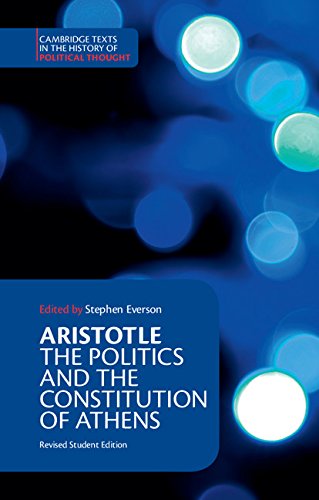 CAMBRIDGE TEXTS
IN THE HISTORY OF
POLITICAL THOUGHT
Edited by Stephen Everson
ARISTOTLE
THE POLITICS
AND THE
CONSTITUTION
OF ATHENS
Revised Student Edition